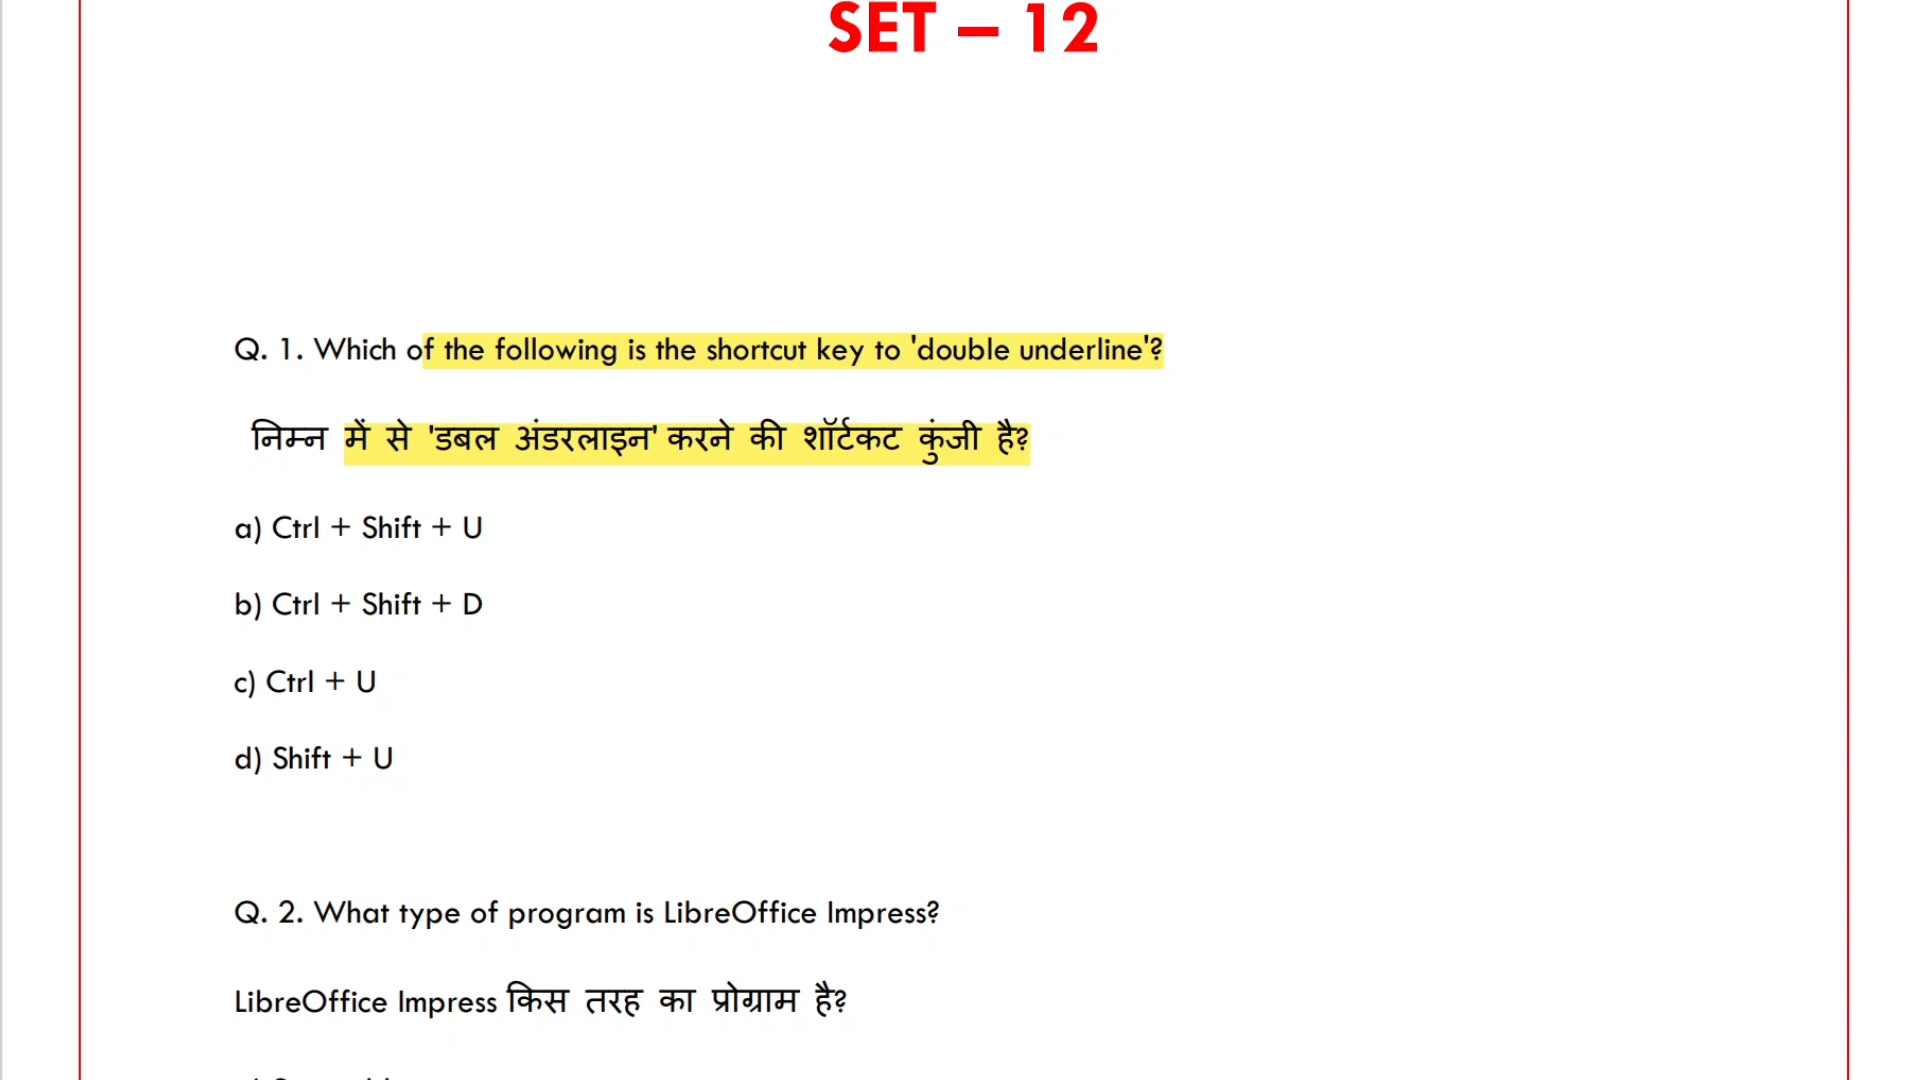 SET – 12
Q. 1. Which of the following is the shortcut key to 'double underline'?
निम्न में से 'डबल अंडरलाइन' करने की शॉर्टकट कुंजी है?
a) Ctrl + Shift + U
b) Ctrl + Shift + D
c) Ctrl + U
d) Shift + U
Q. 2. What type of program is LibreOffice Impress?
LibreOffice Impress किस तरह का प्रोग्राम है?